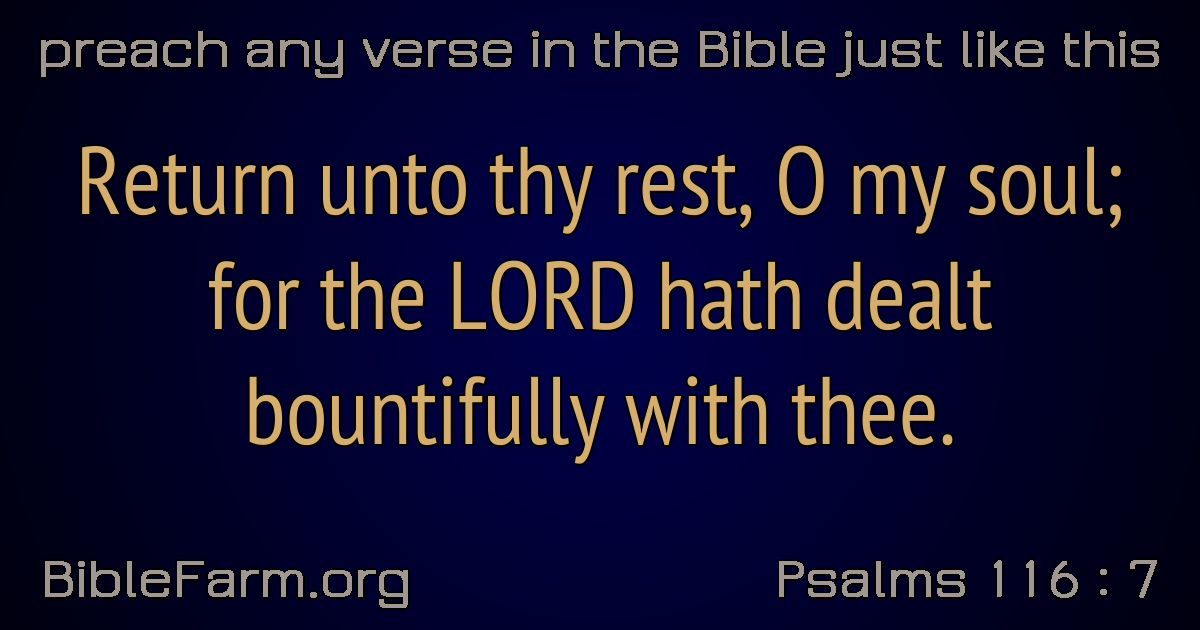 preach any verse in the Bible just like this
Return unto thy rest, O my soul;
for the LORD hath dealt
bountifully with thee.
BibleFarm.org
Psalms 116 : 7